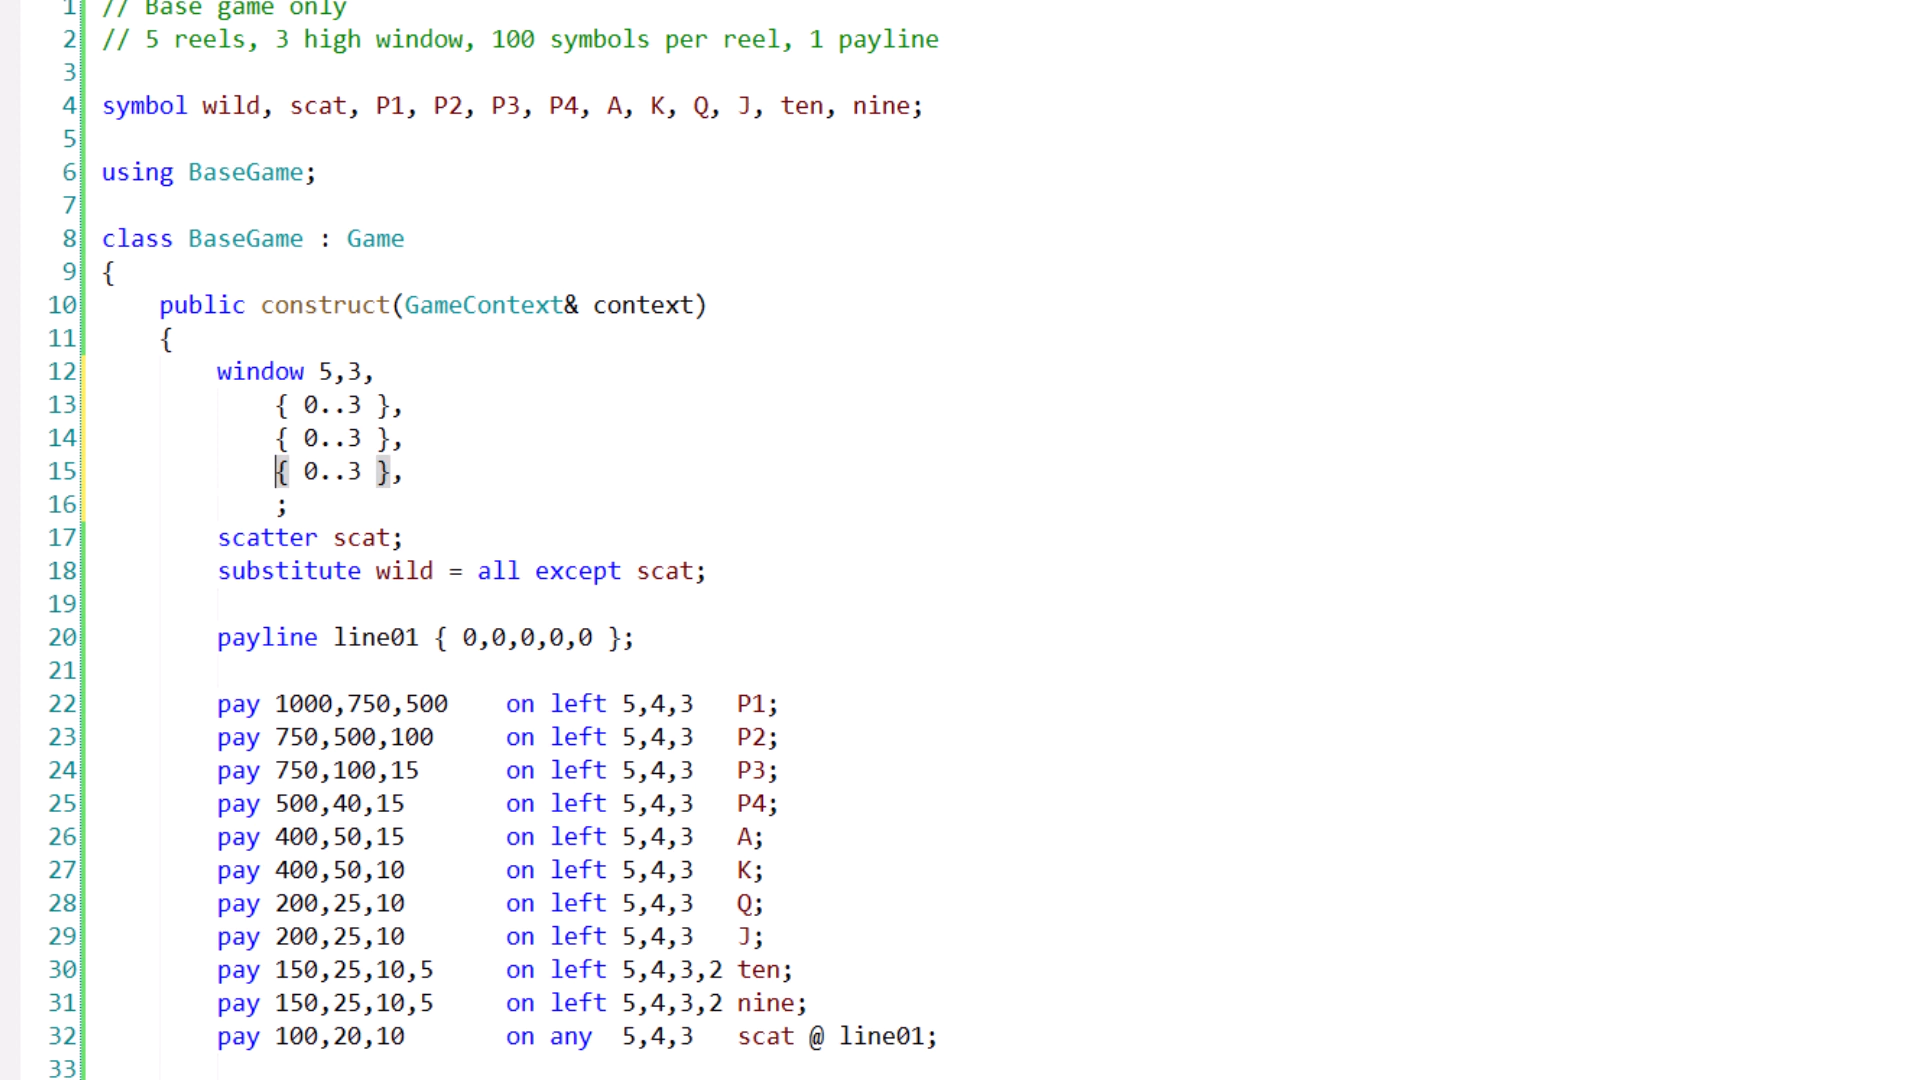 1 // Base game only
2 // 5 reels, 3 high window, 100 symbols per reel, 1 payline
3
4 symbol wild, scat, P1, P2, P3, P4, A, K, Q, J, ten, nine;
5
6 using BaseGame;
7
8 class BaseGame : Game
9 {
10 public construct(GameContext& context)
11 {
12 window 5,3,
13 { 0..3 },
14 { 0..3 },
15 { 0..3 },
16 ;
17 scatter scat;
18 substitute wild = all except scat;
19
20 payline line01 { 0,0,0,0,0 };
21
22 pay 1000,750,500 on left 5,4,3 P1;
23 pay 750,500,100 on left 5,4,3 P2;
24 pay 750,100,15 on left 5,4,3 P3;
25 pay 500,40,15 on left 5,4,3 P4;
26 pay 400,50,15 on left 5,4,3 A;
27 pay 400,50,10 on left 5,4,3 K;
28 pay 200,25,10 on left 5,4,3 Q;
29 pay 200,25,10 on left 5,4,3 J;
30 pay 150,25,10,5 on left 5,4,3,2 ten;
31 pay 150,25,10,5 on left 5,4,3,2 nine;
32 pay 100,20,10 on any 5,4,3 scat @ line01;
33